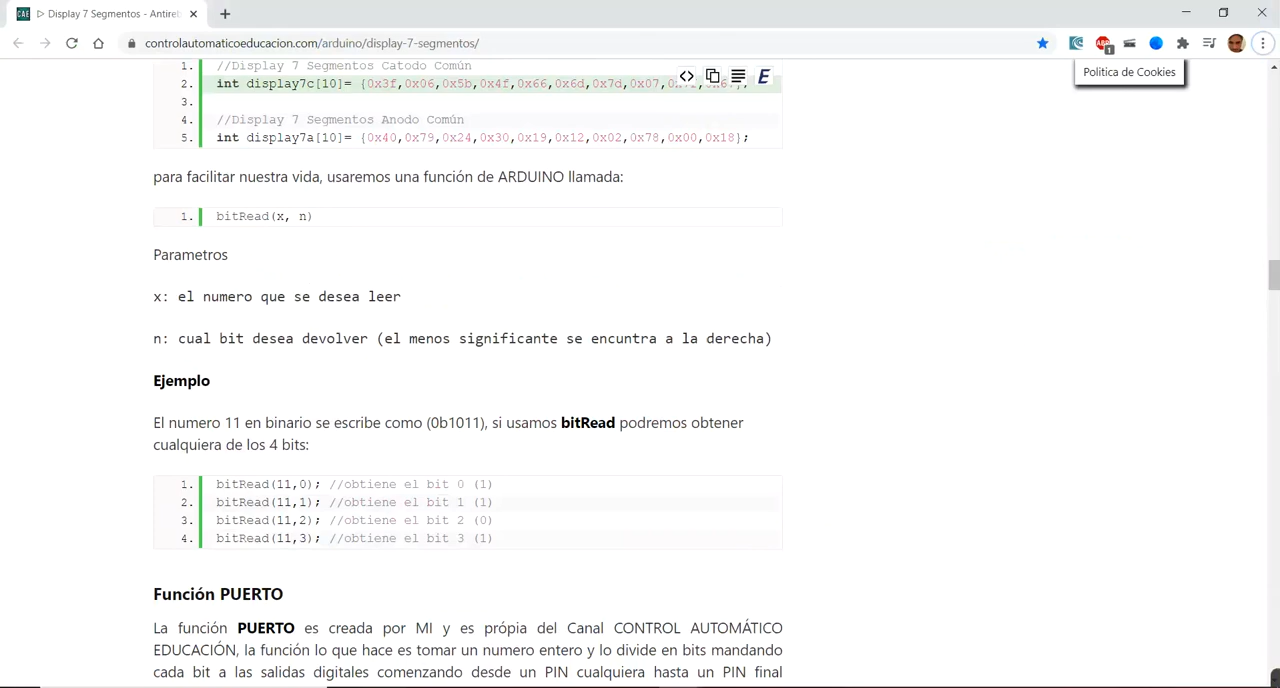 CAE ▷ Display 7 Segmentos - Antireb
controlautomaticoeducacion.com/arduino/display-7-segmentos/
ABP 1
Politica de Cookies
1. //Display 7 Segmentos Catodo Común
2. int display7c[10]= {0x3f,0x06,0x5b,0x4f,0x66,0x6d,0x7d,0x07,
3.
4. //Display 7 Segmentos Anodo Común
5. int display7a[10]= {0x40,0x79,0x24,0x30,0x19,0x12,0x02,0x78,0x00,0x18};
para facilitar nuestra vida, usaremos una función de ARDUINO llamada:
1. bitRead(x, n)
Parametros
x: el numero que se desea leer
n: cual bit desea devolver (el menos significante se encuntra a la derecha)
Ejemplo
El numero 11 en binario se escribe como (0b1011), si usamos bitRead podremos obtener
cualquiera de los 4 bits:
1. bitRead(11,0); //obtiene el bit 0 (1)
2. bitRead(11,1); //obtiene el bit 1 (1)
3. bitRead(11,2); //obtiene el bit 2 (0)
4. bitRead(11,3); //obtiene el bit 3 (1)
Función PUERTO
La función PUERTO es creada por MI y es própia del Canal CONTROL AUTOMÁTICO
EDUCACIÓN, la función lo que hace es tomar un numero entero y lo divide en bits mandando
cada bit a las salidas digitales comenzando desde un PIN cualquiera hasta un PIN final